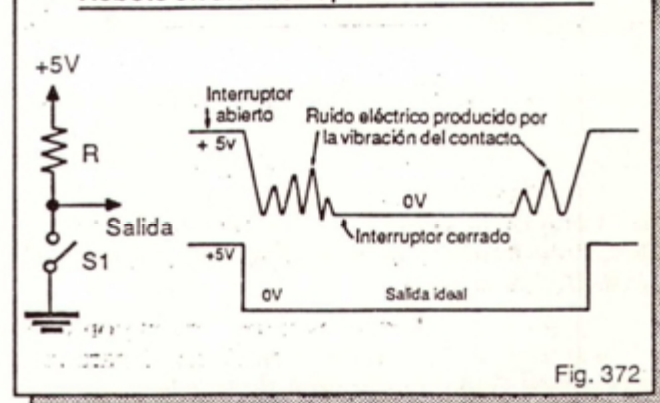 +5V
R
Salida
S1
Interruptor
abierto
+ 5v
Ruido eléctrico producido por
la vibración del contacto
0V
Interruptor cerrado
+5V
0V
Salida ideal
Fig. 372